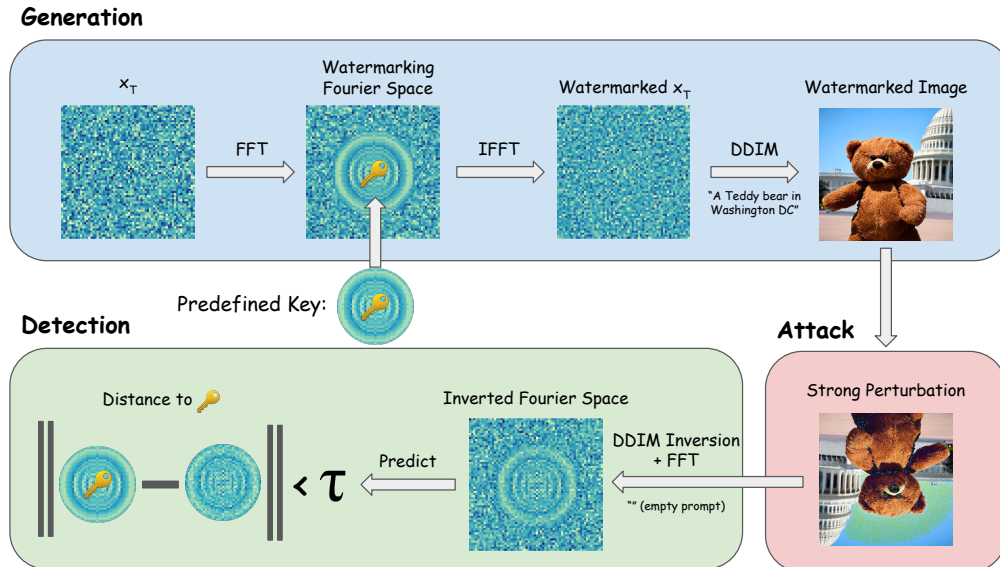 Generation
x_T
Watermarking
Fourier Space
Watermarked x_T
Watermarked Image
FFT
IFFT
DDIM
“A Teddy bear in
Washington DC”
Predefined Key:
Detection
Attack
Distance to
Inverted Fourier Space
Strong Perturbation
DDIM Inversion
+ FFT
Predict
“” (empty prompt)
|| − || < τ